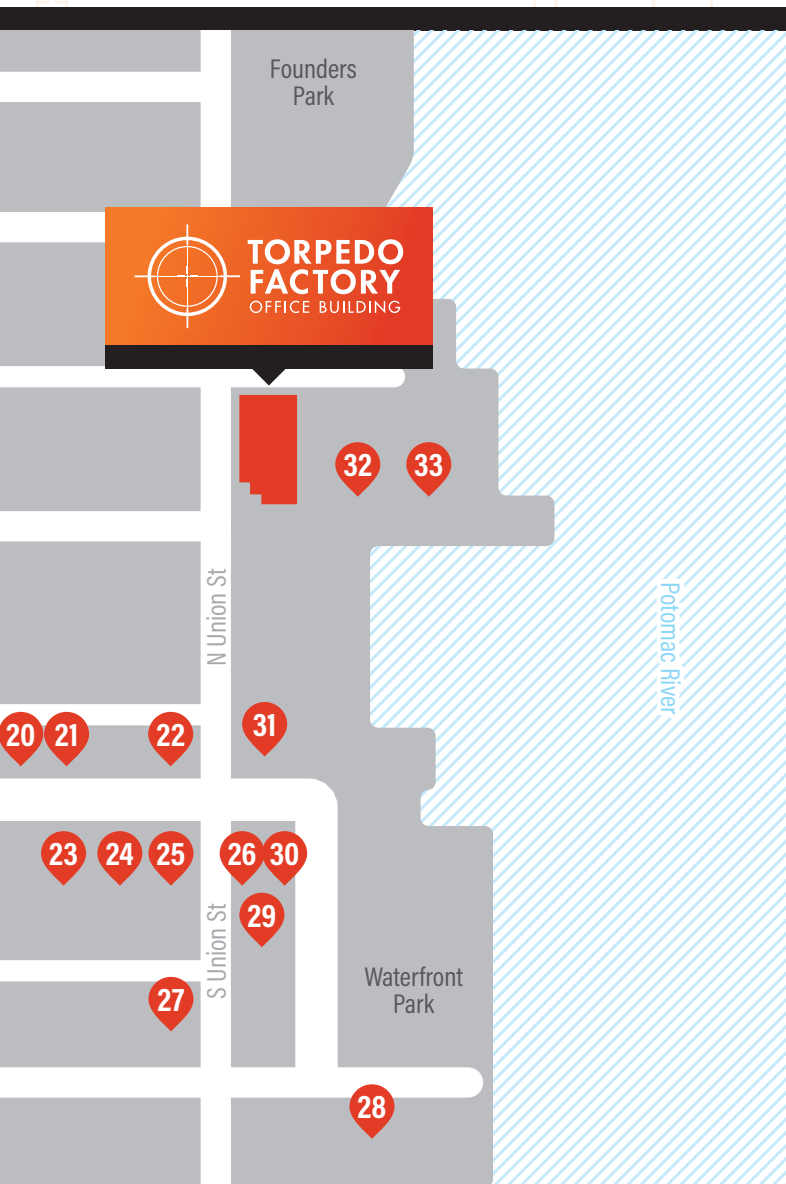 Founders
Park
TORPEDO
FACTORY
OFFICE BUILDING
32
33
N Union St
Potomac River
20
21
22
31
23
24
25
26
30
29
S Union St
Waterfront
Park
27
28